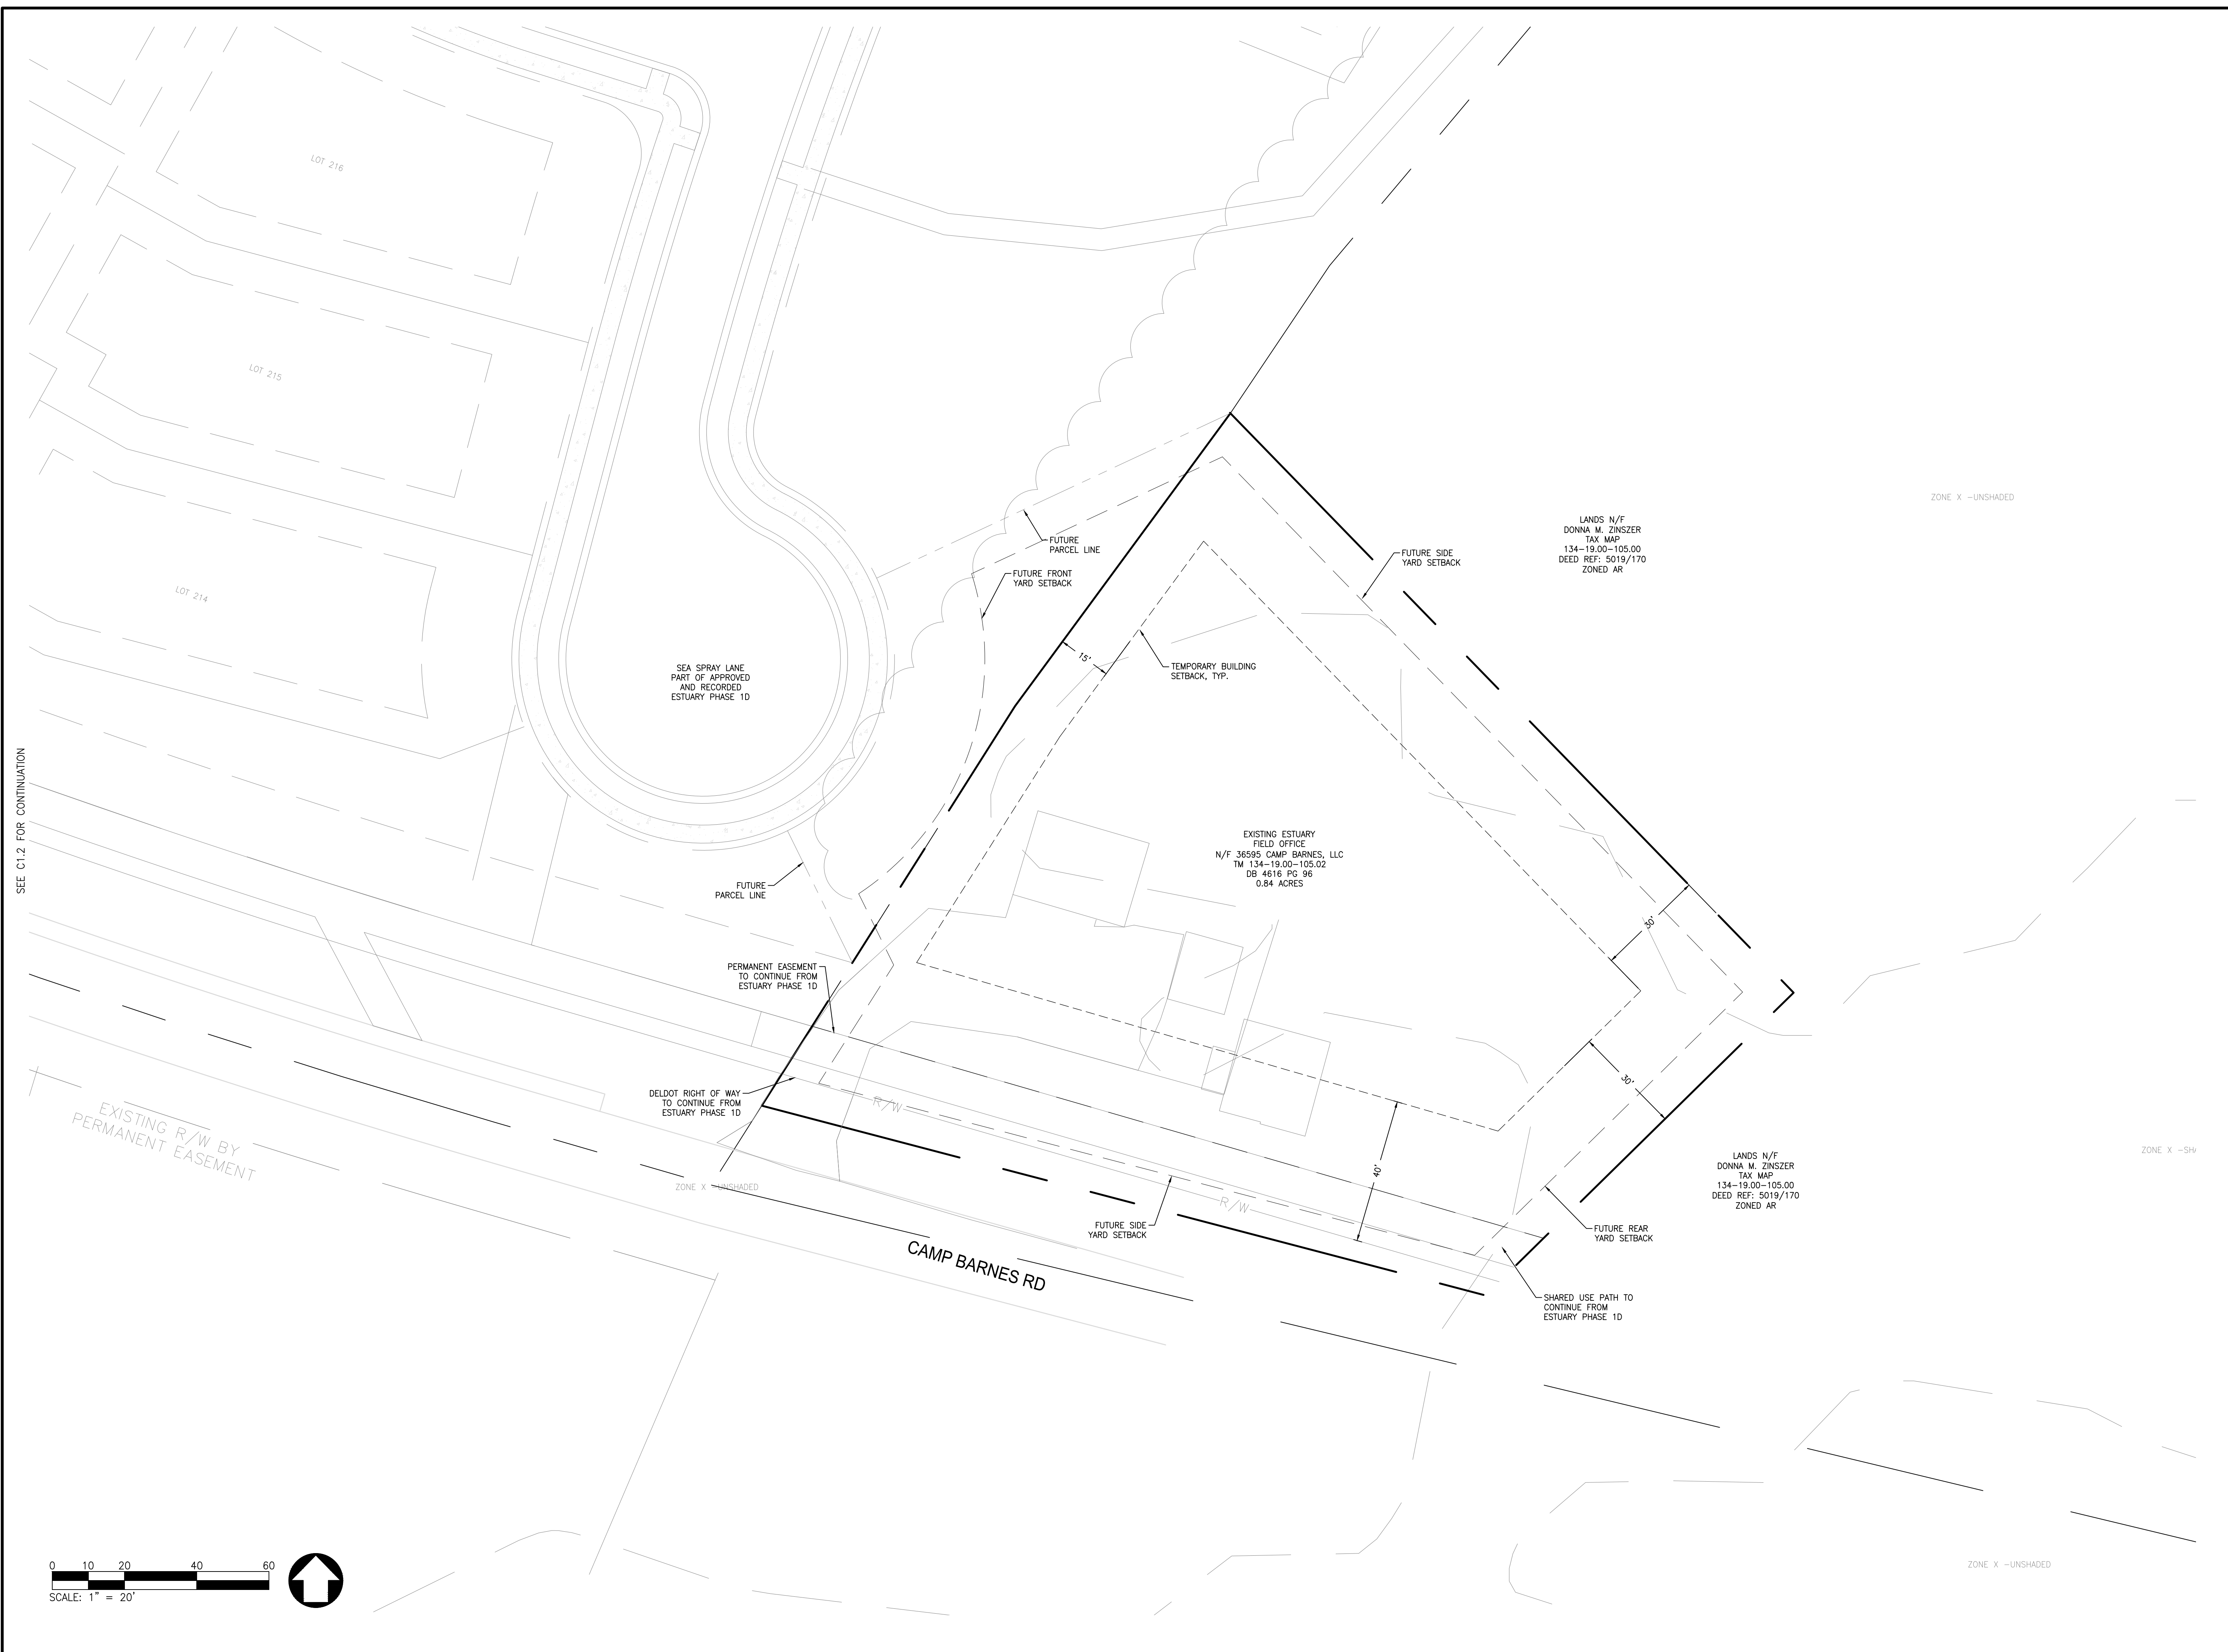 LOT 216
LOT 215
LOT 214
SEE C1.2 FOR CONTINUATION
SEA SPRAY LANE
PART OF APPROVED
AND RECORDED
ESTUARY PHASE 1D
FUTURE
PARCEL LINE
FUTURE FRONT
YARD SETBACK
15'
TEMPORARY BUILDING
SETBACK, TYP.
FUTURE SIDE
YARD SETBACK
LANDS N/F
DONNA M. ZINSZER
TAX MAP
134-19.00-105.00
DEED REF: 5019/170
ZONED AR
ZONE X -UNSHADED
EXISTING ESTUARY
FIELD OFFICE
N/F 36595 CAMP BARNES, LLC
TM 134-19.00-105.02
DB 4616 PG 96
0.84 ACRES
30'
FUTURE
PARCEL LINE
PERMANENT EASEMENT
TO CONTINUE FROM
ESTUARY PHASE 1D
DELDOT RIGHT OF WAY
TO CONTINUE FROM
ESTUARY PHASE 1D
R/W
30'
EXISTING R/W BY
PERMANENT EASEMENT
ZONE X -UNSHADED
40'
R/W
FUTURE SIDE
YARD SETBACK
CAMP BARNES RD
LANDS N/F
DONNA M. ZINSZER
TAX MAP
134-19.00-105.00
DEED REF: 5019/170
ZONED AR
ZONE X -SH
FUTURE REAR
YARD SETBACK
SHARED USE PATH TO
CONTINUE FROM
ESTUARY PHASE 1D
ZONE X -UNSHADED
0 10 20 40 60
SCALE: 1" = 20'